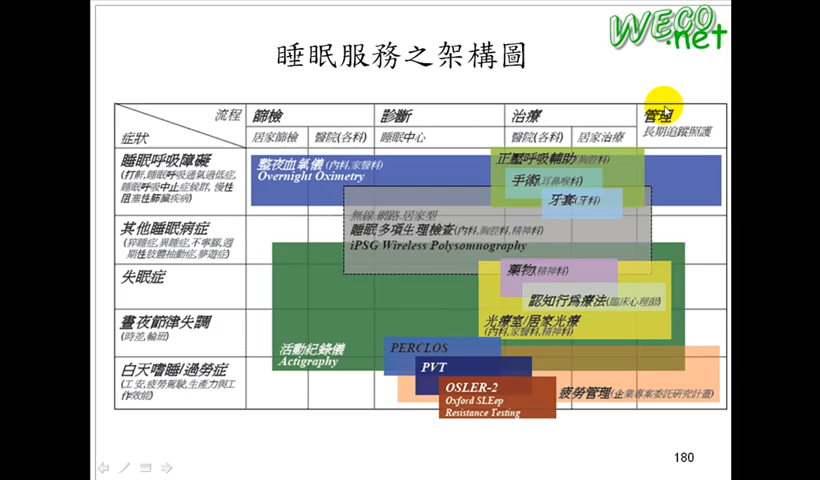 WECO.net
睡眠服務之架構圖
流程
症狀
篩檢
診斷
治療
管理
居家篩檢
醫院(各科)
睡眠中心
醫院(各科)
居家治療
長期追蹤照護
睡眠呼吸障礙
(打鼾,睡眠呼吸通氣過低症,
睡眠呼吸中止症候群, 慢性
阻塞性肺臟疾病)
整夜血氧儀 (內科,家醫科)
Overnight Oximetry
正壓呼吸輔助(胸腔科)
手術(耳鼻喉科)
牙套(牙科)
其他睡眠病症
(猝睡症,異睡症,不寧腿,週
期性肢體抽動症,夢遊症)
無線.網路.居家型
睡眠多項生理檢查(內科,胸腔科,精神科)
iPSG Wireless Polysomnography
失眠症
藥物(精神科)
認知行為療法(臨床心理師)
晝夜節律失調
(時差,輪班)
光療室/居家光療
(內科,家醫科,精神科)
活動紀錄儀
Actigraphy
白天嗜睡/過勞症
(工安,疲勞駕駛,生產力與工
作效能)
PERCLOS
PVT
OSLER-2
Oxford SLEep
Resistance Testing
疲勞管理(企業專案委託研究計畫)
180